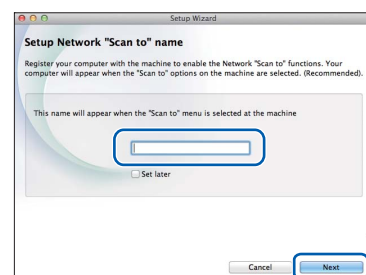 Setup Wizard
Setup Network "Scan to" name
Register your computer with the machine to enable the Network "Scan to" functions. Your
computer will appear when the "Scan to" options on the machine are selected. (Recommended).
This name will appear when the "Scan to" menu is selected at the machine
Set later
Cancel Next